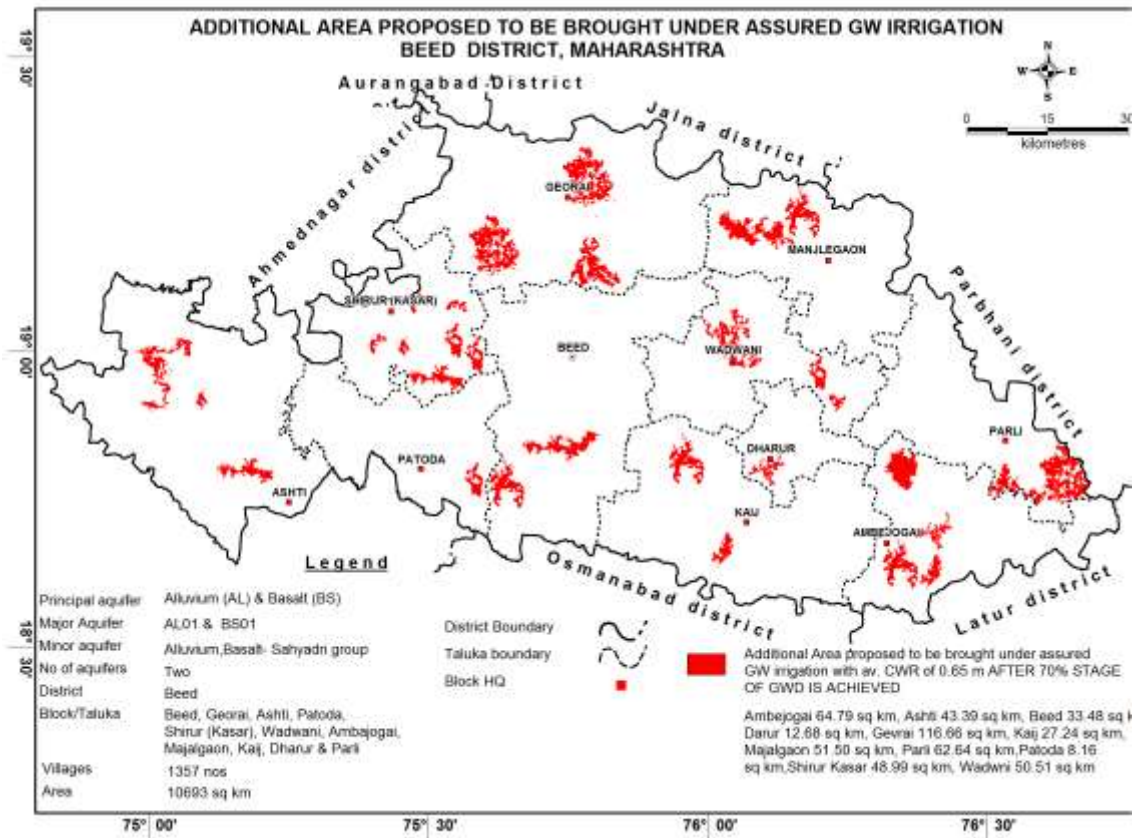 ADDITIONAL AREA PROPOSED TO BE BROUGHT UNDER ASSURED GW IRRIGATION
BEED DISTRICT, MAHARASHTRA
19° 30'
N
W E
S
0 15 30
kilometres
Aurangabad District
Jalna district
Ahmednagar district
GEORAI
MANJLEGAON
SHIRUR (KASAR)
Parbhani district
19° 00'
BEED
WADWANI
PARLI
DHARUR
PATODA
ASHTI
KAIJ
AMBEJOGAI
Osmanabad district
Latur district
18° 30'
Legend
Principal aquifer Alluvium (AL) & Basalt (BS)
Major Aquifer AL01 & BS01
Minor aquifer Alluvium,Basalt- Sahyadri group
No of aquifers Two
District Beed
Block/Taluka Beed, Georai, Ashti, Patoda,
Shirur (Kasar), Wadwani, Ambajogai,
Majalgaon, Kaij, Dharur & Parli
Villages 1357 nos
Area 10693 sq km
District Boundary
Taluka boundary
Block HQ
Additional Area proposed to be brought under assured
GW irrigation with av. CWR of 0.65 m AFTER 70% STAGE
OF GWD IS ACHIEVED
Ambejogai 64.79 sq km, Ashti 43.39 sq km, Beed 33.48 sq k
Darur 12.68 sq km, Gevrai 116.66 sq km, Kaij 27.24 sq km,
Majalgaon 51.50 sq km, Parli 62.64 sq km,Patoda 8.16
sq km,Shirur Kasar 48.99 sq km, Wadwni 50.51 sq km
75° 00' 75° 30' 76° 00' 76° 30'